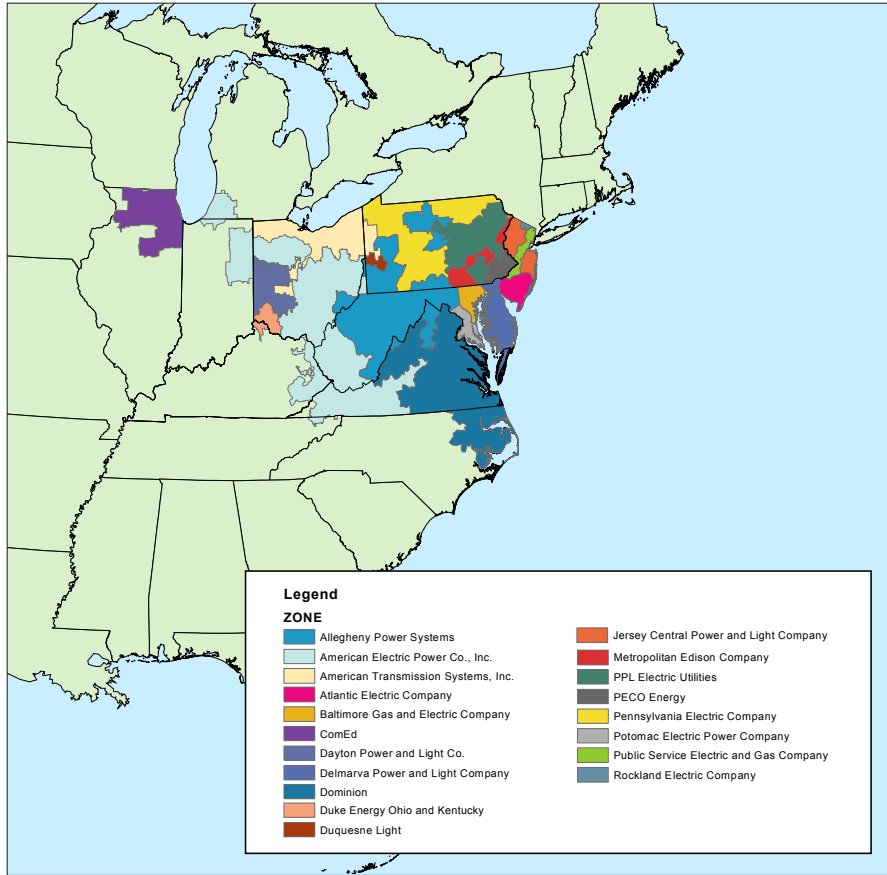 Legend
ZONE
Allegheny Power Systems
American Electric Power Co., Inc.
American Transmission Systems, Inc.
Atlantic Electric Company
Baltimore Gas and Electric Company
ComEd
Dayton Power and Light Co.
Delmarva Power and Light Company
Dominion
Duke Energy Ohio and Kentucky
Duquesne Light
Jersey Central Power and Light Company
Metropolitan Edison Company
PPL Electric Utilities
PECO Energy
Pennsylvania Electric Company
Potomac Electric Power Company
Public Service Electric and Gas Company
Rockland Electric Company